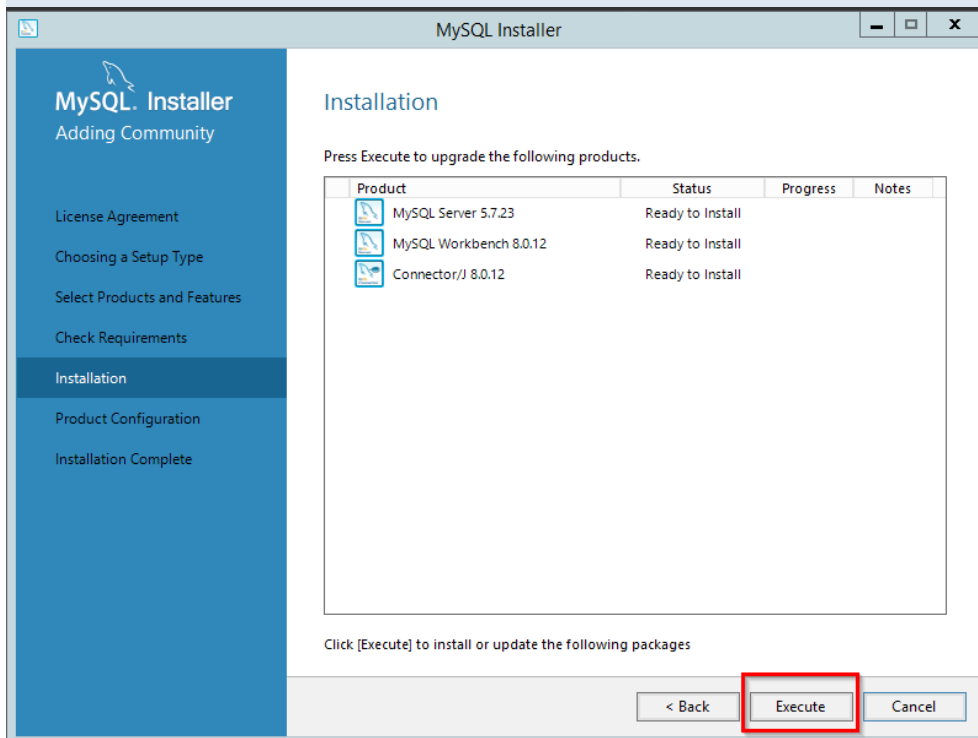 MySQL Installer
MySQL. Installer
Adding Community
License Agreement
Choosing a Setup Type
Select Products and Features
Check Requirements
Installation
Product Configuration
Installation Complete
Installation
Press Execute to upgrade the following products.
Product Status Progress Notes
MySQL Server 5.7.23 Ready to Install
MySQL Workbench 8.0.12 Ready to Install
Connector/J 8.0.12 Ready to Install
Click [Execute] to install or update the following packages
< Back Execute Cancel